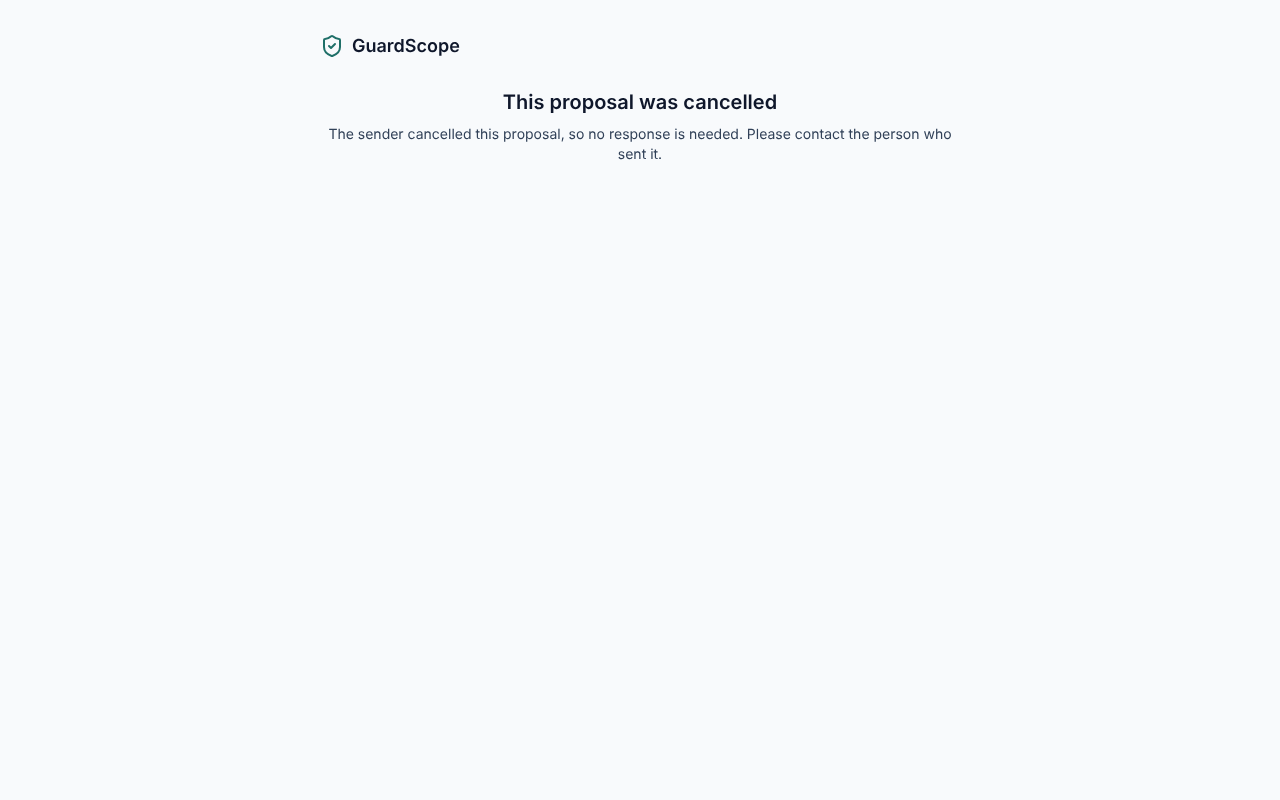 GuardScope
This proposal was cancelled
The sender cancelled this proposal, so no response is needed. Please contact the person who
sent it.